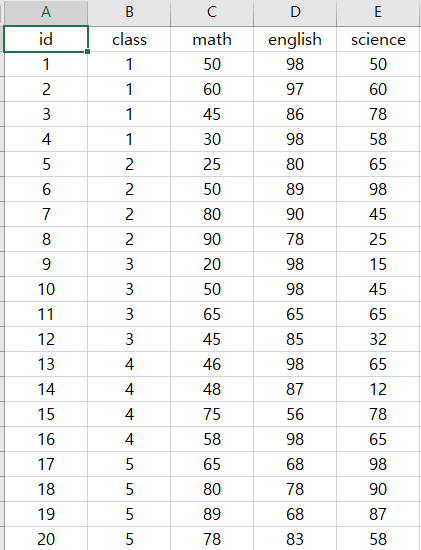 A B C D E
id class math english science
1 1 50 98 50
2 1 60 97 60
3 1 45 86 78
4 1 30 98 58
5 2 25 80 65
6 2 50 89 98
7 2 80 90 45
8 2 90 78 25
9 3 20 98 15
10 3 50 98 45
11 3 65 65 65
12 3 45 85 32
13 4 46 98 65
14 4 48 87 12
15 4 75 56 78
16 4 58 98 65
17 5 65 68 98
18 5 80 78 90
19 5 89 68 87
20 5 78 83 58